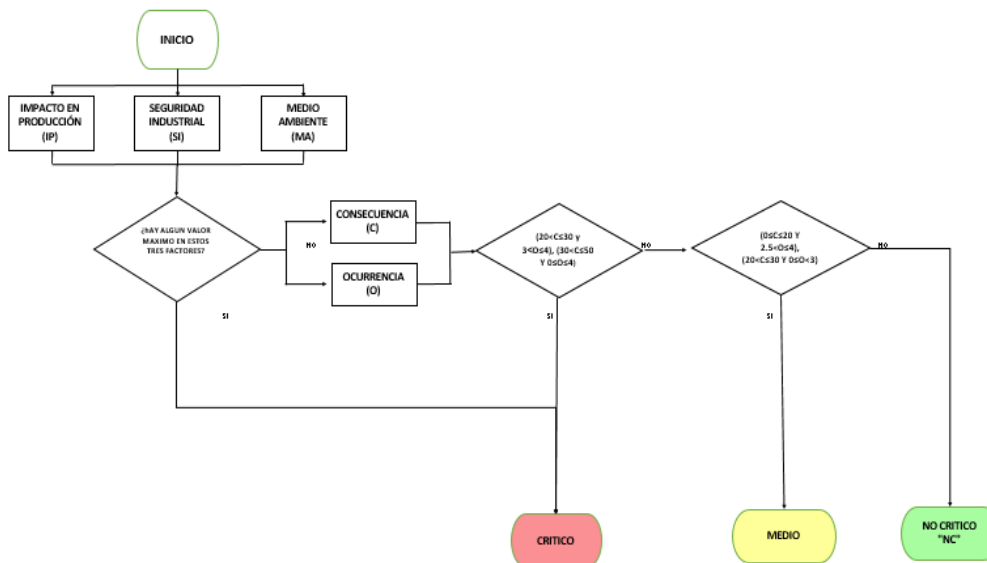 INICIO
IMPACTO EN
PRODUCCIÓN
(IP)
SEGURIDAD
INDUSTRIAL
(SI)
MEDIO
AMBIENTE
(MA)
¿hAY ALGUN VALOR
MAXIMO EN ESTOS
TRES FACTORES?
NO
SI
CONSECUENCIA
(C)
OCURRENCIA
(O)
(20<C≤30 y
3<O≤4), (30<C≤50
Y 0≤O≤4)
NO
SI
(0≤C≤20 Y
2.5<O≤4),
(20<C≤30 Y 0≤O<3)
NO
SI
CRITICO
MEDIO
NO CRITICO
"NC"